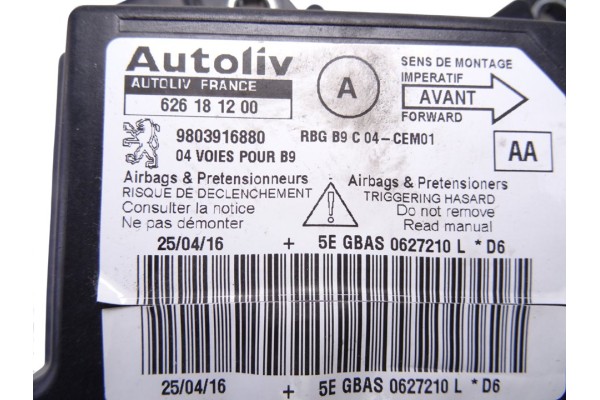 Autoliv
AUTOLIV FRANCE
626 18 12 00
A
SENS DE MONTAGE
IMPERATIF
AVANT
FORWARD
9803916880 RBG B9 C 04-CEM01
04 VOIES POUR B9
AA
Airbags & Pretensionneurs
RISQUE DE DECLENCHEMENT
Consulter la notice
Ne pas démonter
Airbags & Pretensioners
TRIGGERING HASARD
Do not remove
Read manual
25/04/16 + 5E GBAS 0627210 L * D6
25/04/16 + 5E GBAS 0627210 L * D6